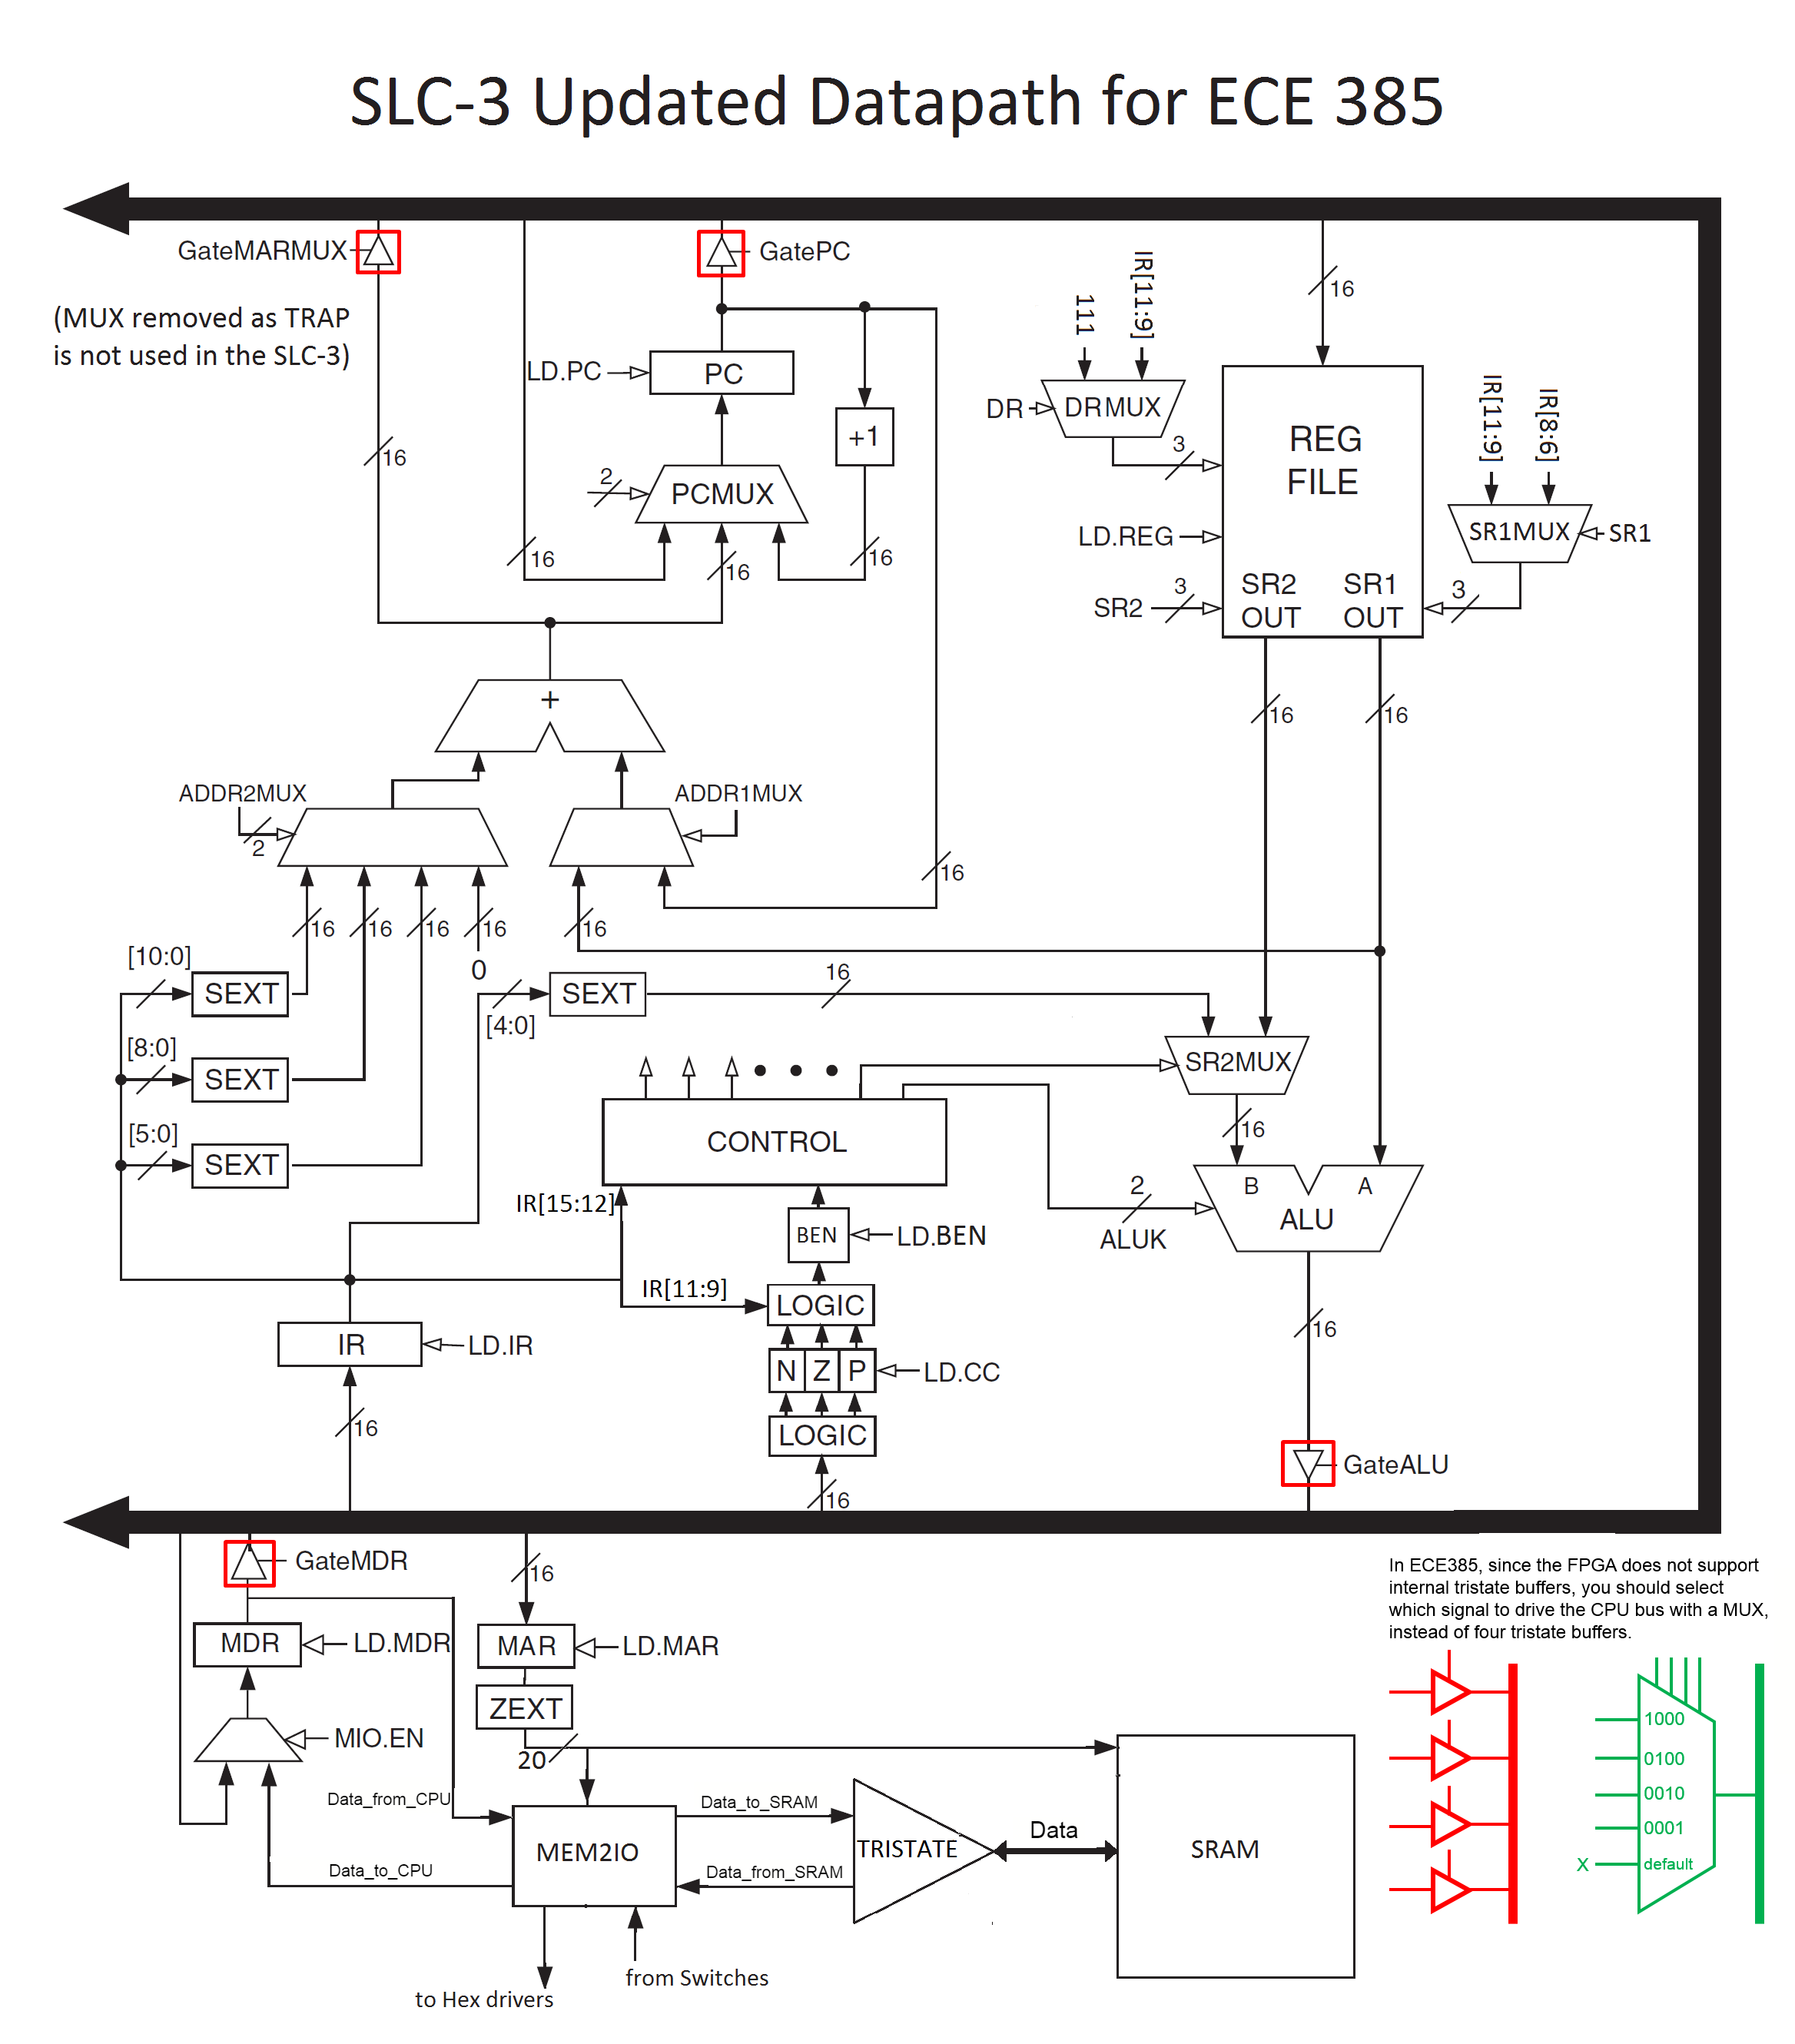 SLC-3 Updated Datapath for ECE 385
GateMARMUX
GatePC
(MUX removed as TRAP
is not used in the SLC-3)
16
111
IR[11:9]
LD.PC
PC
DR
DRMUX
IR[11:9]
IR[8:6]
+1
REG
FILE
16
3
2
PCMUX
LD.REG
SR1MUX
SR1
16
16
16
SR2
OUT
SR1
OUT
SR2
3
3
+
16
16
ADDR2MUX
ADDR1MUX
2
16
16
16
16
16
16
[10:0]
SEXT
0
SEXT
16
[4:0]
[8:0]
SEXT
SR2MUX
[5:0]
SEXT
CONTROL
16
IR[15:12]
2
B
A
ALU
ALUK
BEN
LD.BEN
IR[11:9]
LOGIC
IR
LD.IR
16
N
Z
P
LD.CC
16
LOGIC
GateALU
16
GateMDR
16
In ECE385, since the FPGA does not support
internal tristate buffers, you should select
which signal to drive the CPU bus with a MUX,
instead of four tristate buffers.
MDR
LD.MDR
MAR
LD.MAR
ZEXT
MIO.EN
20
1000
0100
0010
0001
default
X
Data_from_CPU
Data_to_SRAM
MEM2IO
TRISTATE
Data
SRAM
Data_to_CPU
Data_from_SRAM
from Switches
to Hex drivers